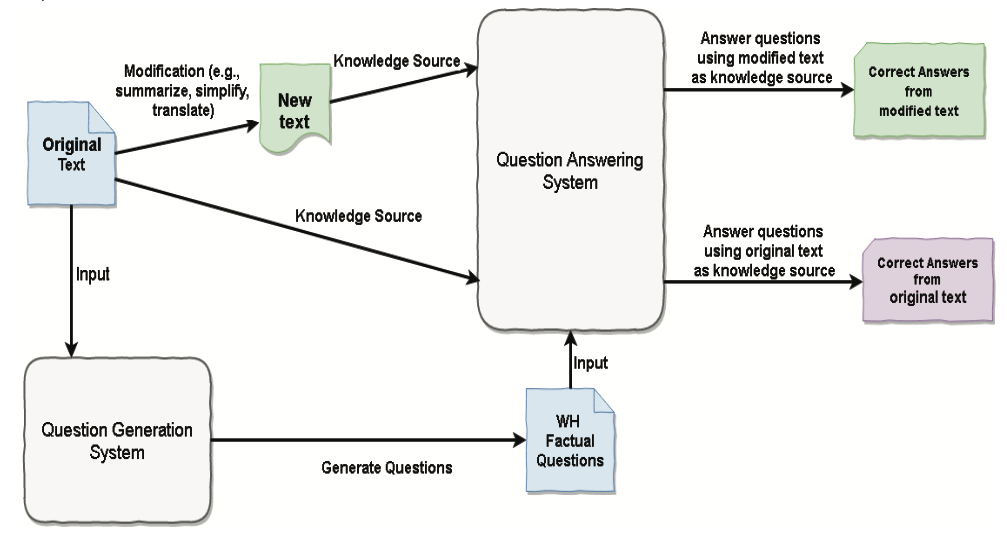 Modification (e.g.,
summarize, simplify,
translate)
Original
Text
New
text
Knowledge Source
Knowledge Source
Question Answering
System
Answer questions
using modified text
as knowledge source
Correct Answers
from
modified text
Answer questions
using original text
as knowledge source
Correct Answers
from
original text
Input
Question Generation
System
Generate Questions
WH
Factual
Questions
Input